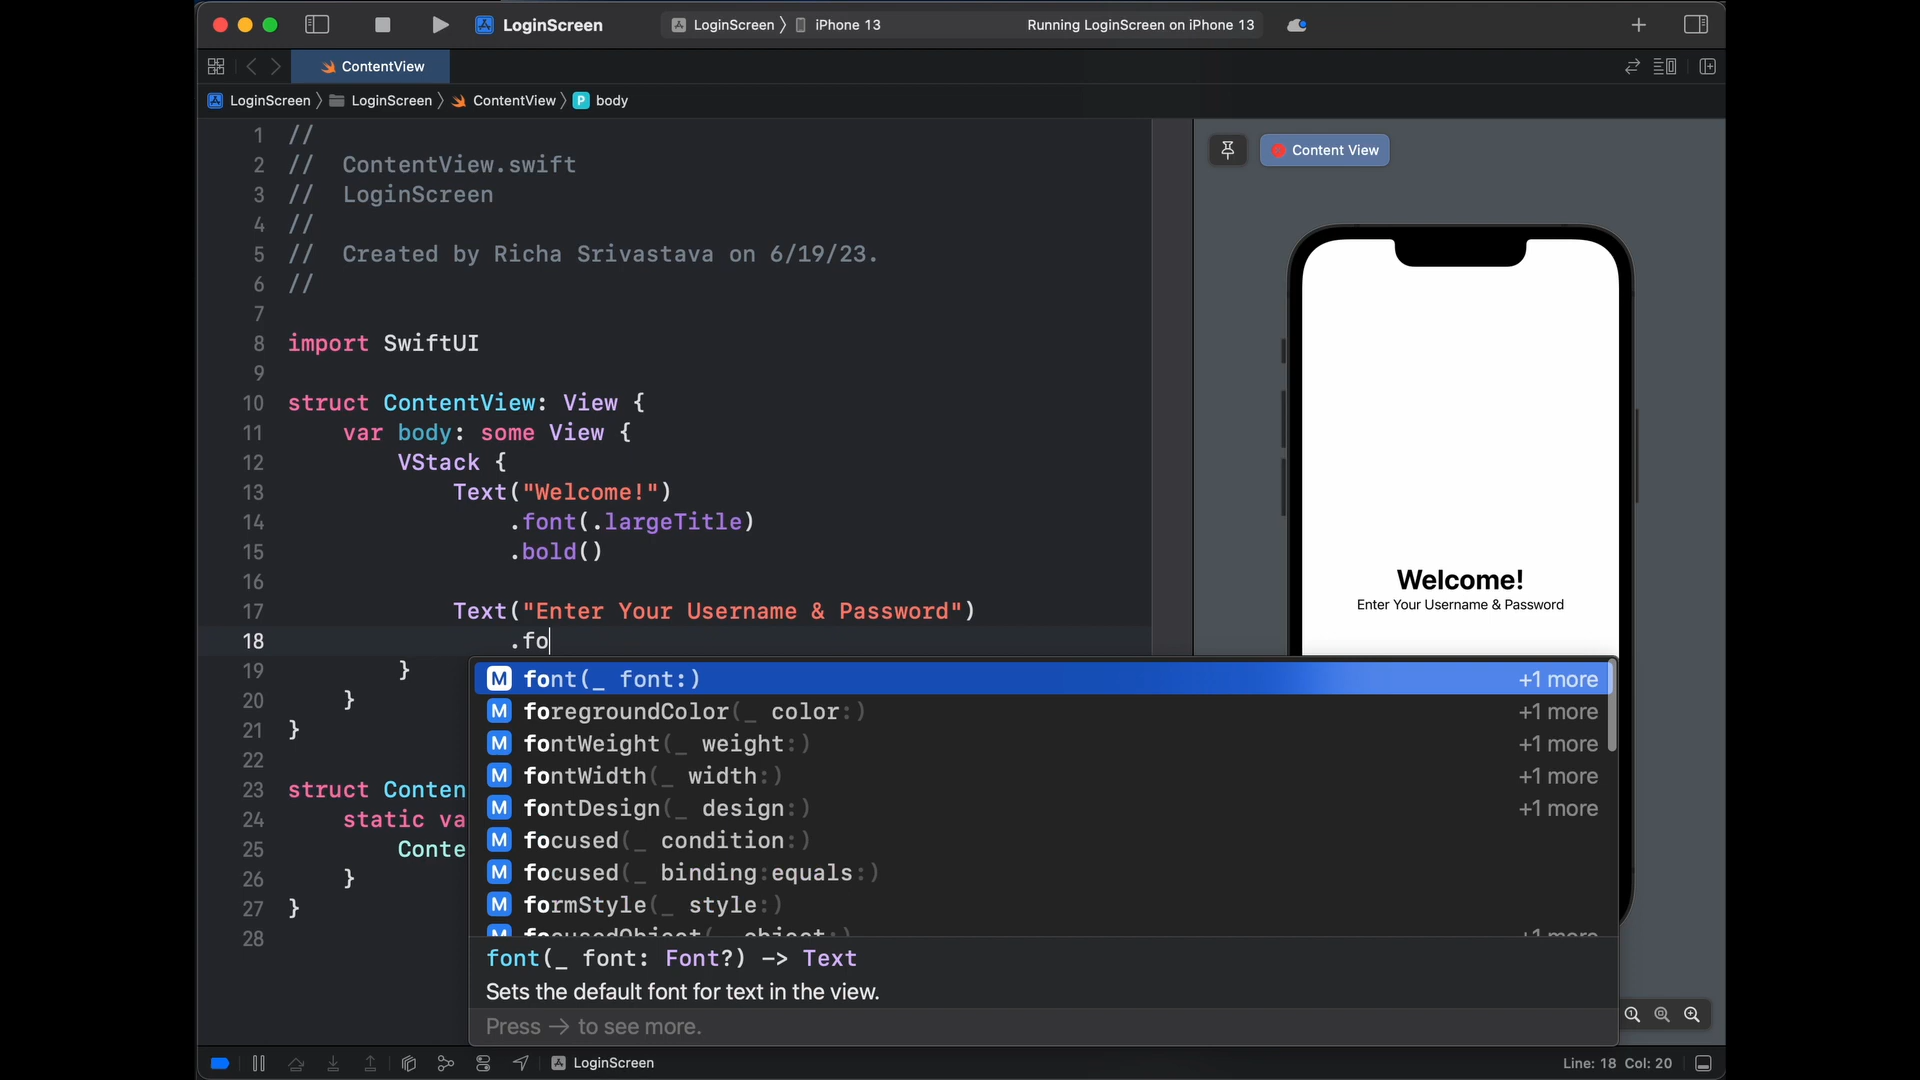 LoginScreen
LoginScreen 〉 iPhone 13
Running LoginScreen on iPhone 13
ContentView
LoginScreen 〉 LoginScreen 〉 ContentView 〉 P body
1 //
2 //  ContentView.swift
3 //  LoginScreen
4 //
5 //  Created by Richa Srivastava on 6/19/23.
6 //
7
8 import SwiftUI
9
10 struct ContentView: View {
11     var body: some View {
12         VStack {
13             Text("Welcome!")
14                 .font(.largeTitle)
15                 .bold()
16
17             Text("Enter Your Username & Password")
18                 .fo
19         }
20     }
21 }
22
23 struct Conten
24     static va
25         Conte
26     }
27 }
28
M font(_ font:) +1 more
M foregroundColor(_ color:) +1 more
M fontWeight(_ weight:) +1 more
M fontWidth(_ width:) +1 more
M fontDesign(_ design:) +1 more
M focused(_ condition:)
M focused(_ binding:equals:)
M formStyle(_ style:)
M focusedObject(_ object:) +1 more
font(_ font: Font?) -> Text
Sets the default font for text in the view.
Press → to see more.
Content View
Welcome!
Enter Your Username & Password
LoginScreen
Line: 18 Col: 20